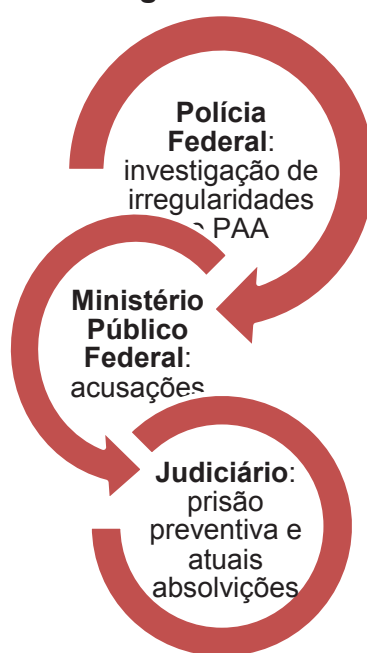 Polícia
Federal:
investigação de
irregularidades
PAA
Ministério
Público
Federal:
acusações
Judiciário:
prisão
preventiva e
atuais
absolvições